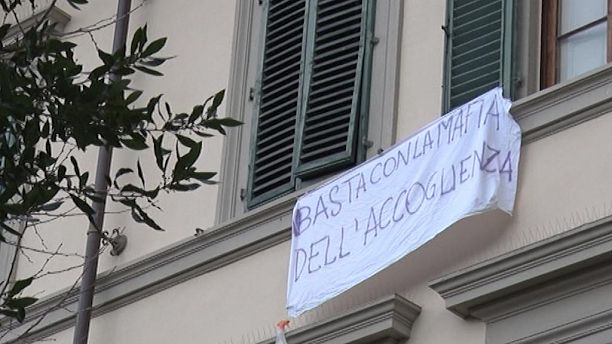 BASTA CON LA MAFIA
DELL'ACCOGLIENZA